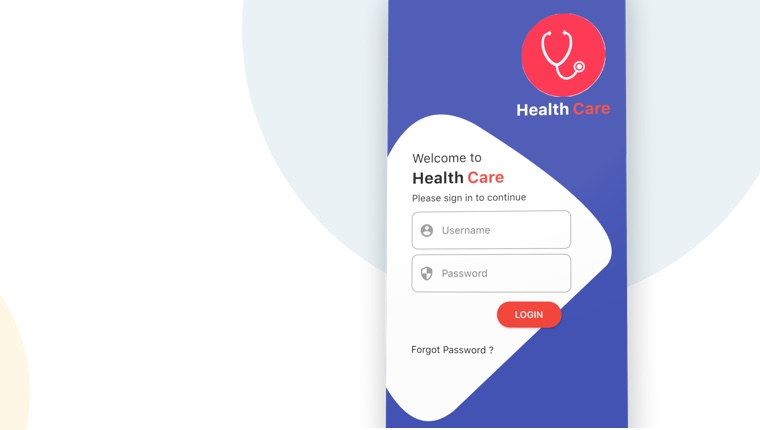 Health Care
Welcome to
Health Care
Please sign in to continue
Username
Password
LOGIN
Forgot Password ?